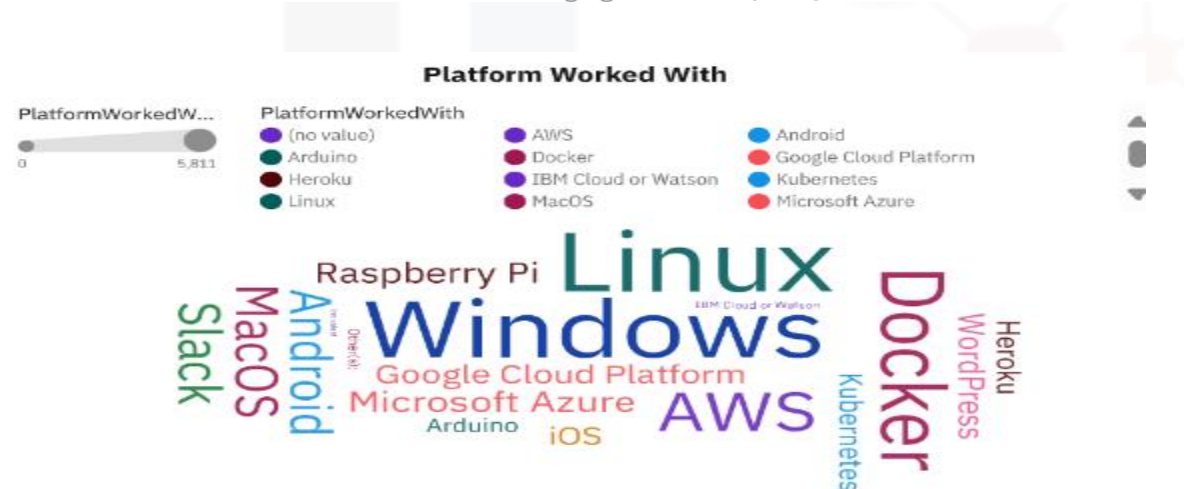 Platform Worked With
PlatformWorkedW...
0
5,811
PlatformWorkedWith
(no value) AWS Android
Arduino Docker Google Cloud Platform
Heroku IBM Cloud or Watson Kubernetes
Linux MacOS Microsoft Azure
Linux
Raspberry Pi
Windows
IBM Cloud or Watson
Slack
MacOS
Android
Other(s):
Google Cloud Platform
Microsoft Azure
AWS
Arduino
iOS
Kubernetes
Docker
WordPress
Heroku